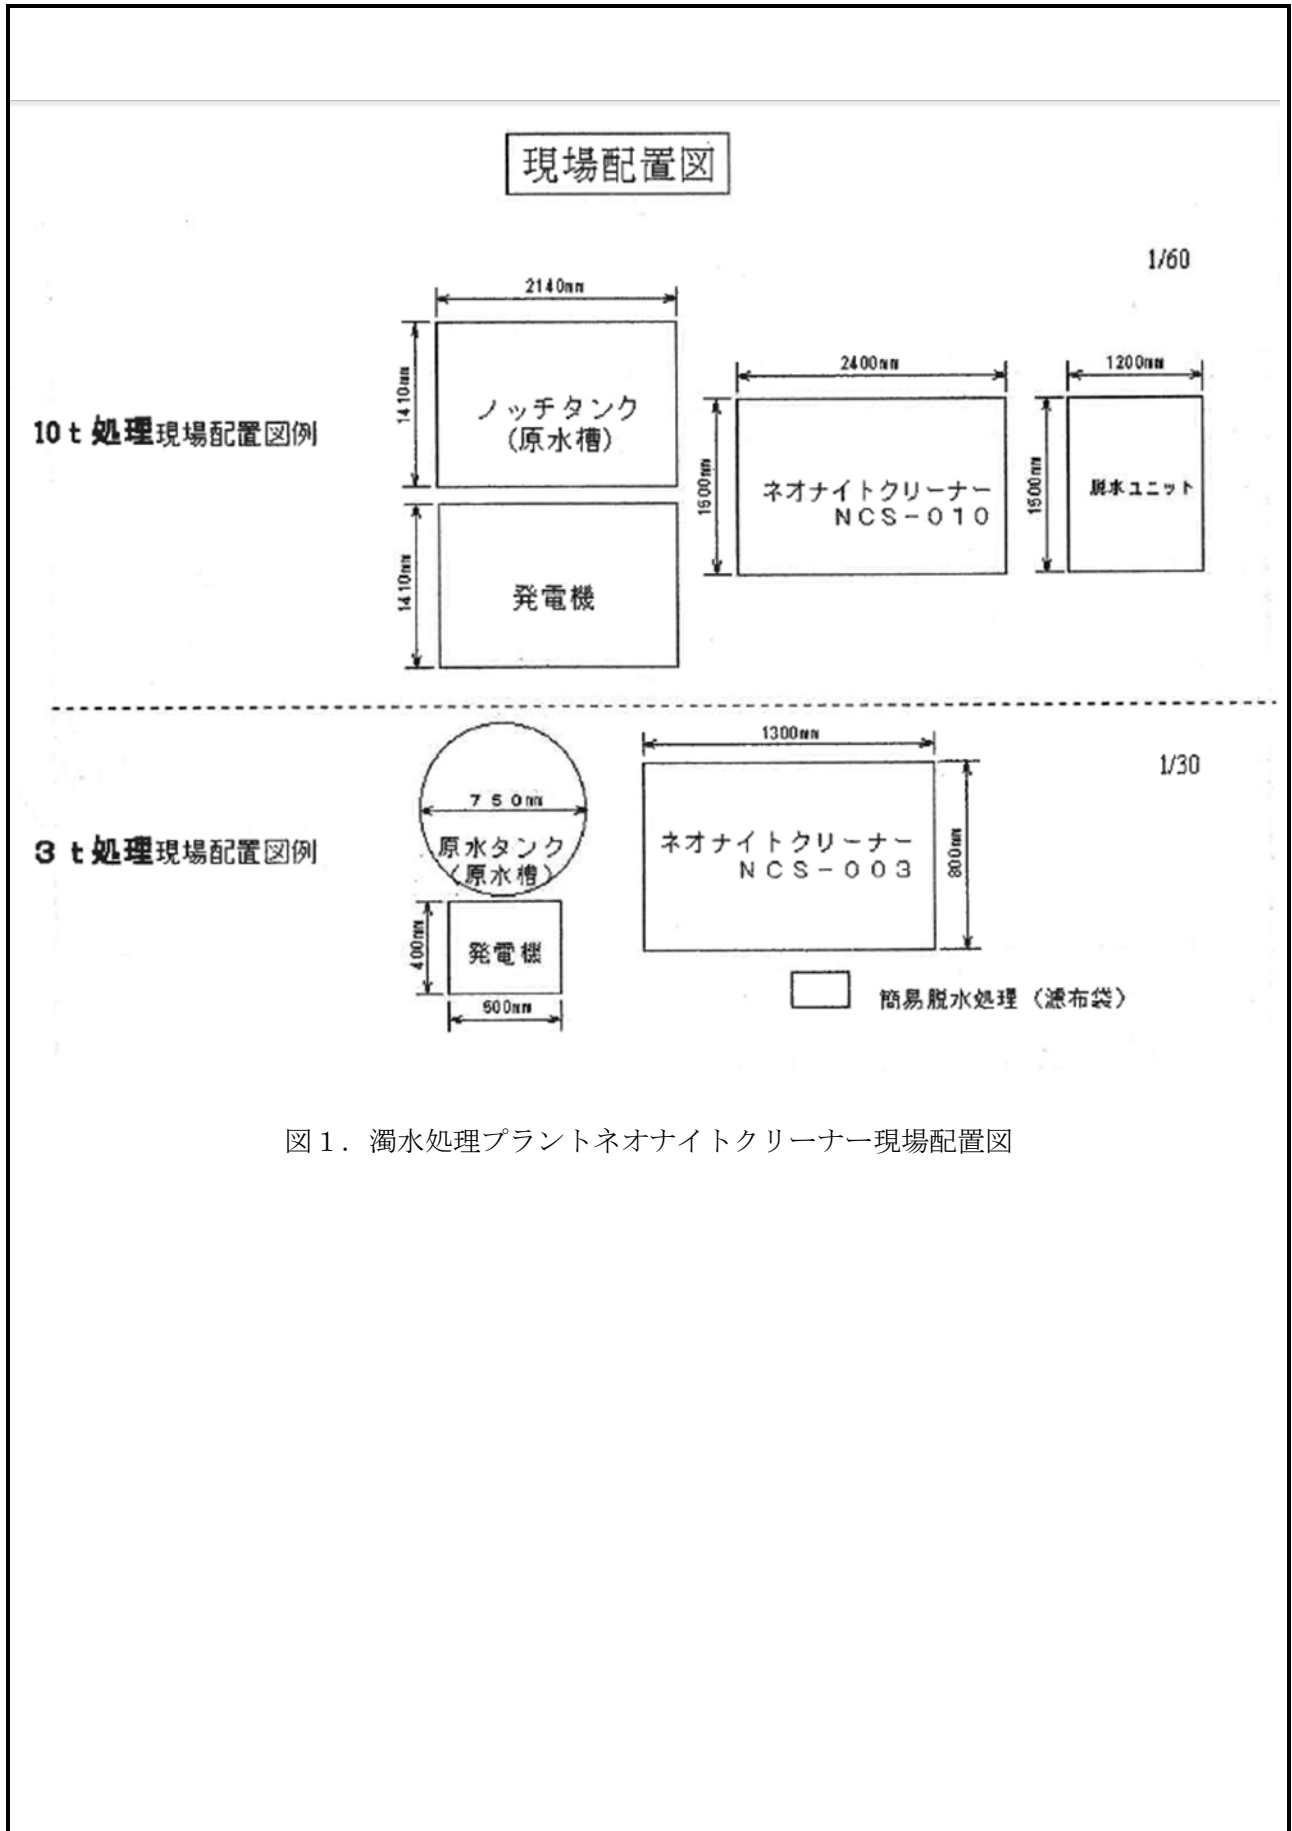 現場配置図
1/60
2140mm
1410mm
ノッチタンク
(原水槽)
10t処理現場配置図例
1410mm
発電機
2400mm
ネオナイトクリーナー
NCS-010
1200mm
脱水ユニット
1/30
750mm
原水タンク
(原水槽)
3t処理現場配置図例
400mm
発電機
1300mm
ネオナイトクリーナー
NCS-003
800mm
簡易脱水処理(濾布袋)
図1.濁水処理プラントネオナイトクリーナー現場配置図